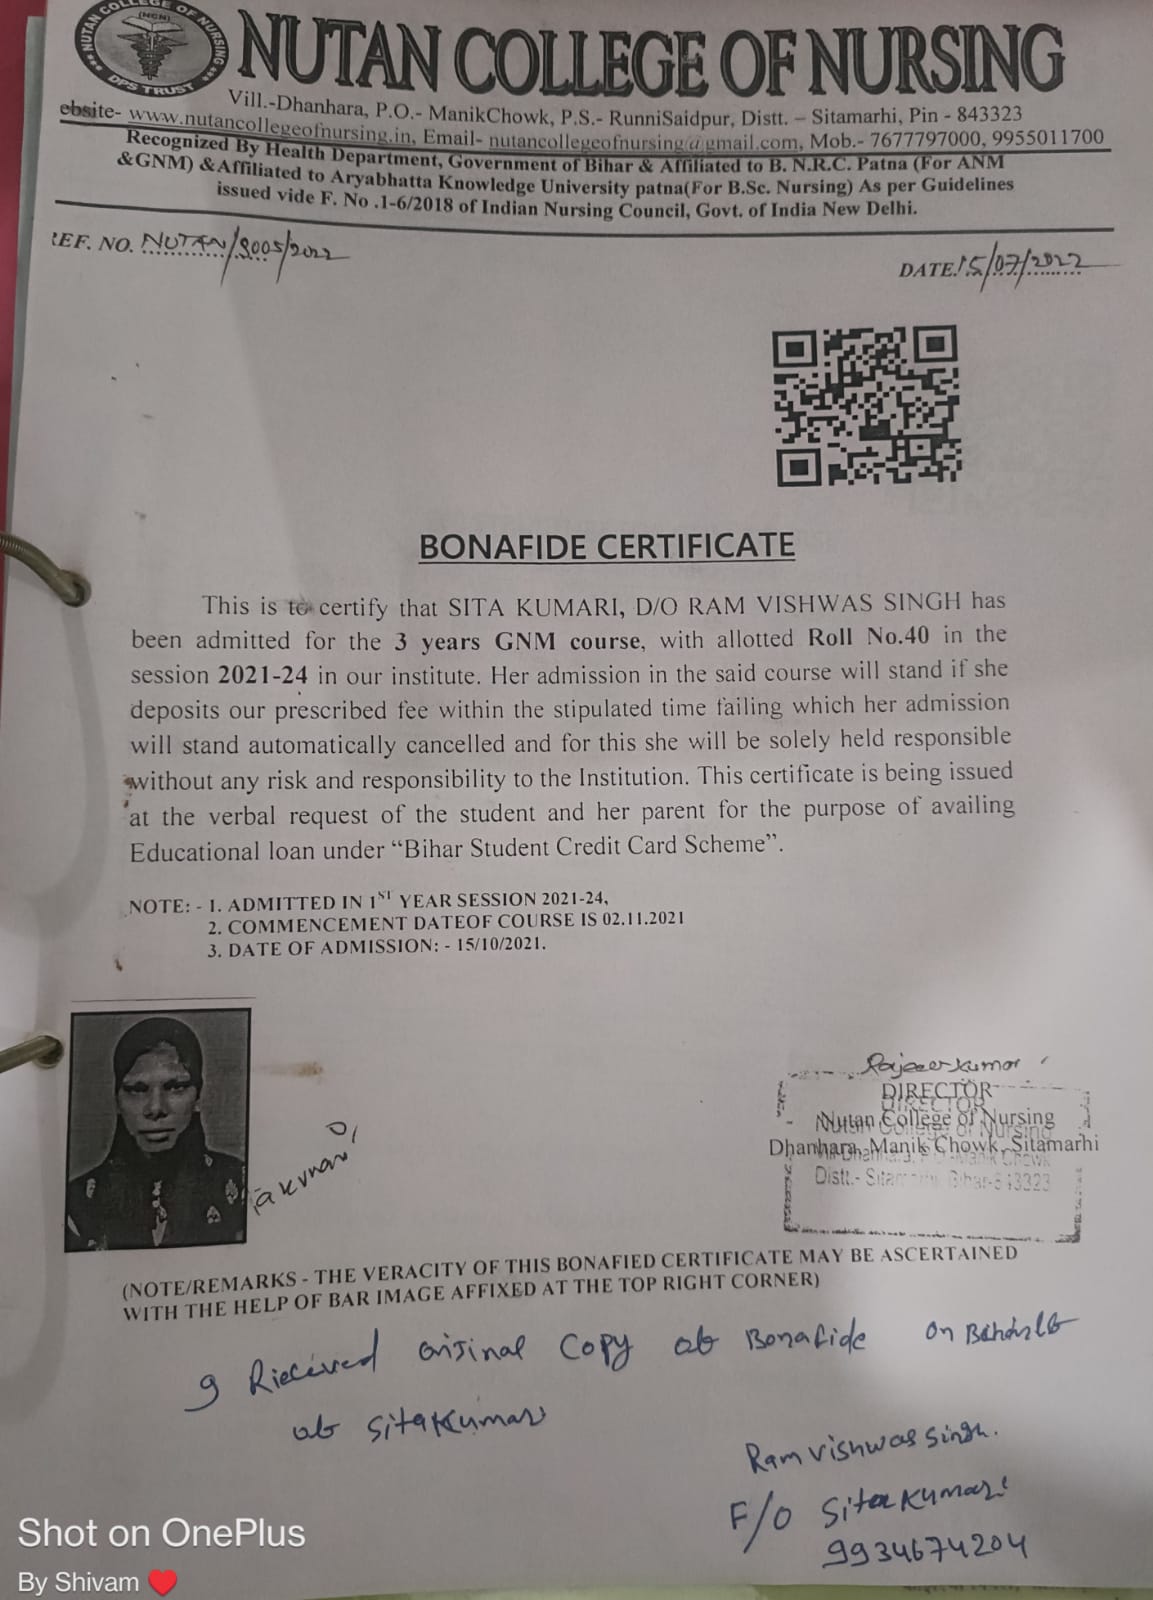 NUTAN COLLEGE OF NURSING
(NCN)
DPS TRUST
NUTAN COLLEGE OF NURSING
Vill.-Dhanhara, P.O.- ManikChowk, P.S.- RunniSaidpur, Distt. – Sitamarhi, Pin - 843323
ebsite- www.nutancollegeofnursing.in, Email- nutancollegeofnursing@gmail.com, Mob.- 7677797000, 9955011700
Recognized By Health Department, Government of Bihar & Affiliated to B. N.R.C. Patna (For ANM
&GNM) & Affiliated to Aryabhatta Knowledge University patna(For B.Sc. Nursing) As per Guidelines
issued vide F. No .1-6/2018 of Indian Nursing Council, Govt. of India New Delhi.
EF. NO. NUTAN/9005/2022
DATE 15/07/2022
BONAFIDE CERTIFICATE
This is to certify that SITA KUMARI, D/O RAM VISHWAS SINGH has
been admitted for the 3 years GNM course, with allotted Roll No.40 in the
session 2021-24 in our institute. Her admission in the said course will stand if she
deposits our prescribed fee within the stipulated time failing which her admission
will stand automatically cancelled and for this she will be solely held responsible
without any risk and responsibility to the Institution. This certificate is being issued
at the verbal request of the student and her parent for the purpose of availing
Educational loan under “Bihar Student Credit Card Scheme”.
NOTE: - 1. ADMITTED IN 1ST YEAR SESSION 2021-24,
2. COMMENCEMENT DATEOF COURSE IS 02.11.2021
3. DATE OF ADMISSION: - 15/10/2021.
Rajeev Kumar
DIRECTOR
Nutan College of Nursing
Dhanhara, Manik Chowk, Sitamarhi
(NOTE/REMARKS - THE VERACITY OF THIS BONAFIED CERTIFICATE MAY BE ASCERTAINED
WITH THE HELP OF BAR IMAGE AFFIXED AT THE TOP RIGHT CORNER)
I Riecieved orijinal Copy of Bonafide on Behalf
of Sita Kumari
Ram vishwas singh.
F/O Sita Kumari
9934674204
Shot on OnePlus
By Shivam ❤️